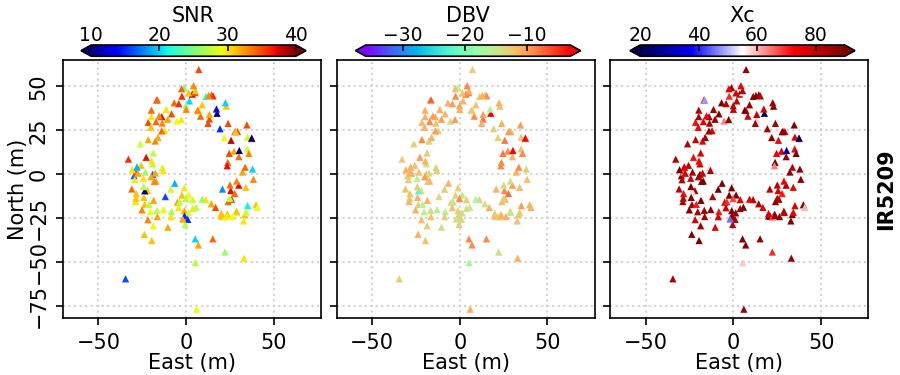 SNR DBV Xc
10 20 30 40 −30 −20 −10 20 40 60 80
50
25
0
−25
−50
−75
North (m)
−50 0 50 −50 0 50 −50 0 50
East (m) East (m) East (m)
IR5209